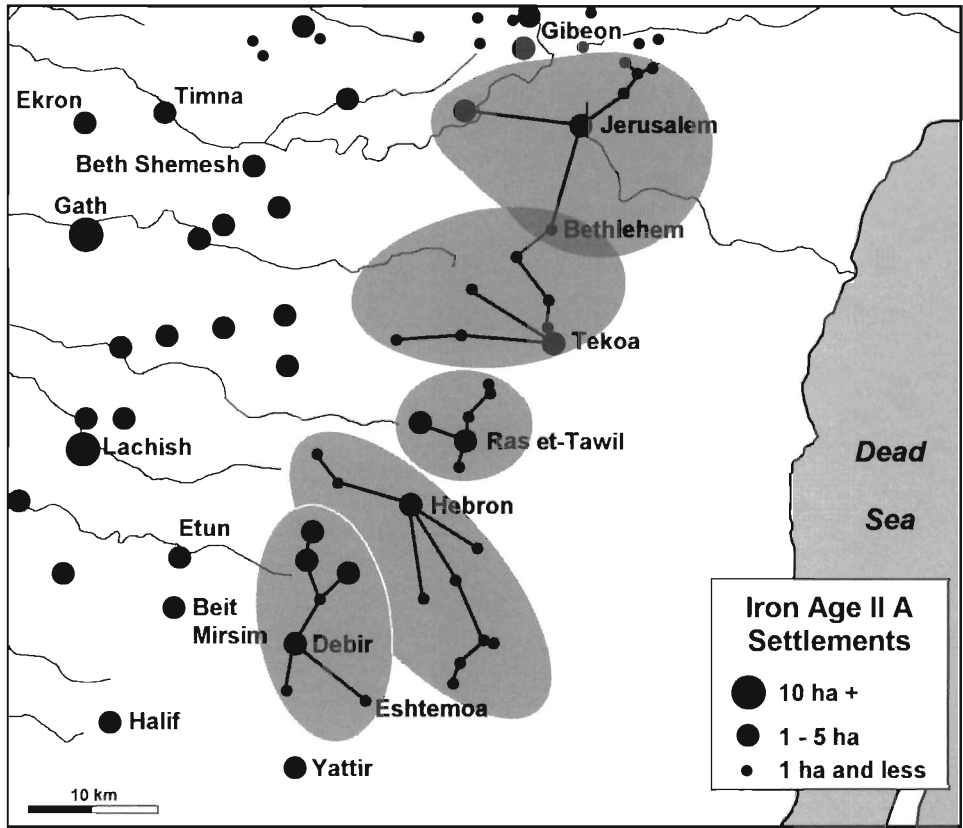 Gibeon
Ekron
Timna
Jerusalem
Beth Shemesh
Gath
Bethlehem
Tekoa
Ras et-Tawil
Lachish
Dead
Sea
Hebron
Etun
Beit
Mirsim
Debir
Eshtemoa
Halif
Yattir
10 km
Iron Age II A
Settlements
10 ha +
1 - 5 ha
1 ha and less